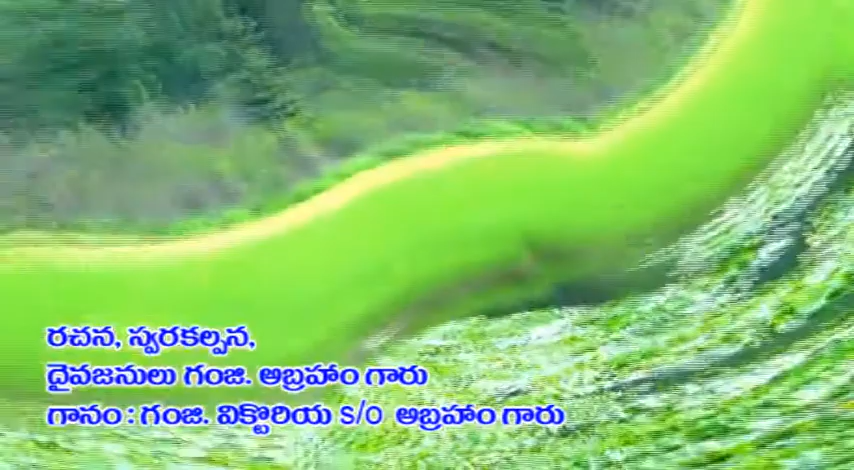 రచన, స్వరకల్పన,
దైవజనులు గంజి. అబ్రహాం గారు
గానం : గంజి. విక్టొరియ S/O అబ్రహాం గారు